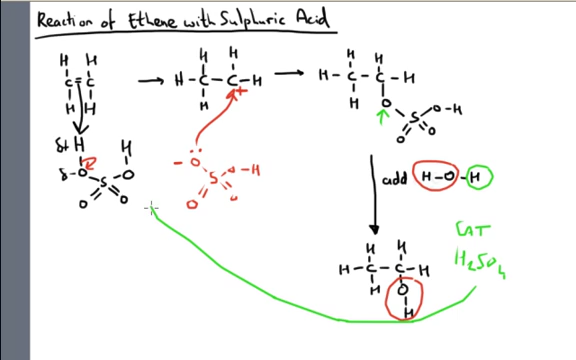 Reaction of Ethene with Sulphuric Acid
H H
C=C
H H
δ+ H H
δ- O O
S
O O
H H
H-C-C-H
H +
- O
S O-H
O O
H H
H-C-C-H
H O
S O-H
O O
add H-O-H
H H
H-C-C-H
H O
H
CAT
H2SO4